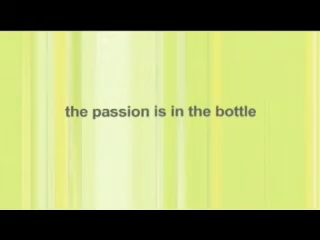 the passion is in the bottle